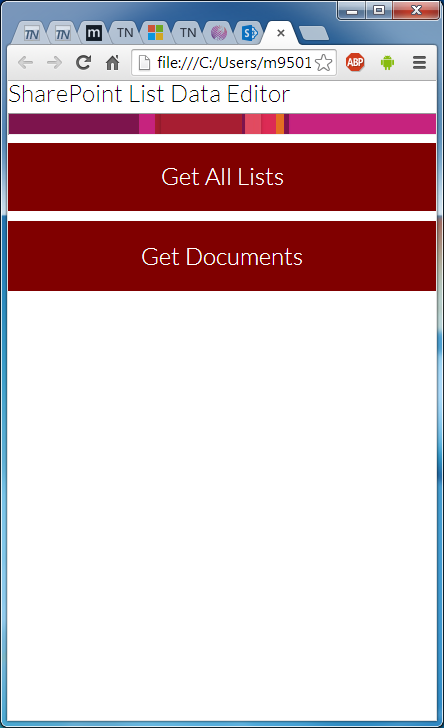 TN TN m TN TN S
file:///C:/Users/m9501
ABP
SharePoint List Data Editor
Get All Lists
Get Documents